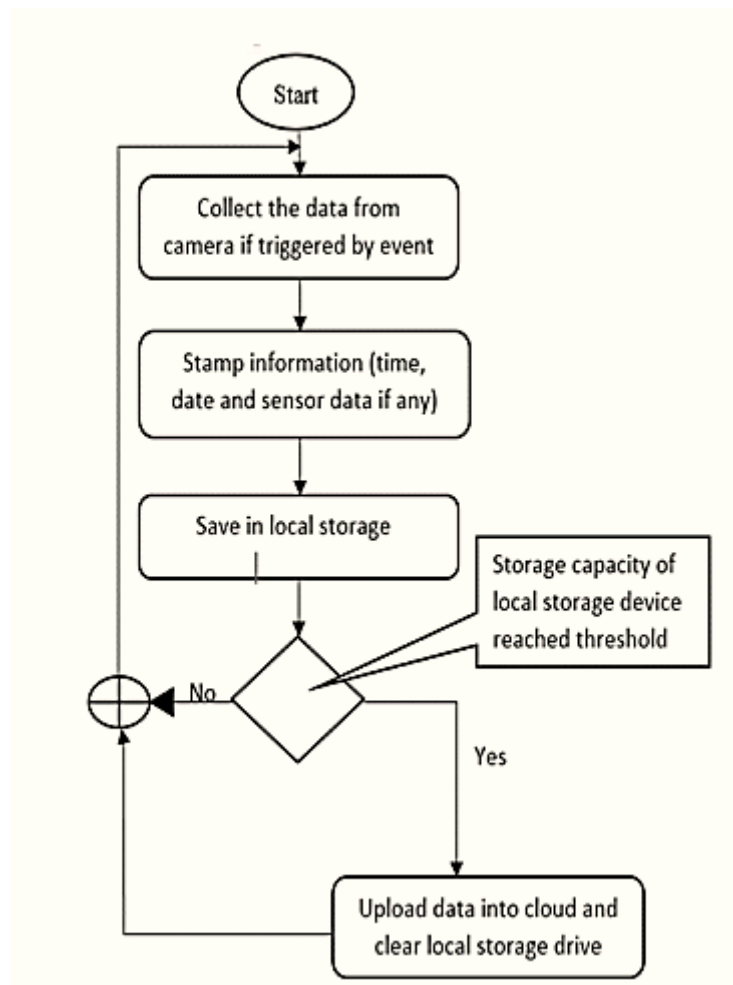 Start
Collect the data from
camera if triggered by event
Stamp information (time,
date and sensor data if any)
Save in local storage
Storage capacity of
local storage device
reached threshold
No
Yes
Upload data into cloud and
clear local storage drive